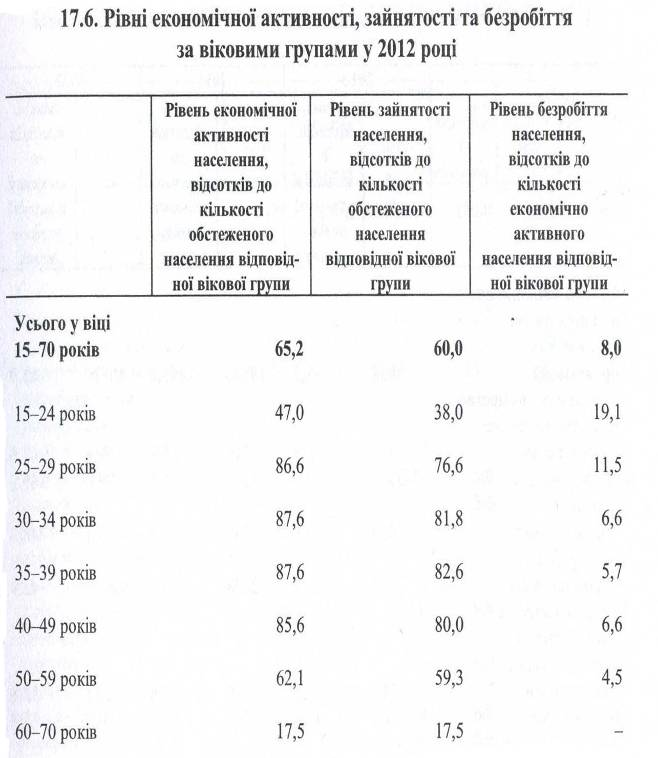 17.6. Рівні економічної активності, зайнятості та безробіття
за віковими групами у 2012 році
Рівень економічної
активності
населення,
відсотків до
кількості
обстеженого
населення відповід-
ної вікової групи
Рівень зайнятості
населення,
відсотків до
кількості
обстеженого
населення
відповідної вікової
групи
Рівень безробіття
населення,
відсотків до
кількості
економічно
активного
населення відповід-
ної вікової групи
Усього у віці
15–70 років 65,2 60,0 8,0
15–24 років 47,0 38,0 19,1
25–29 років 86,6 76,6 11,5
30–34 років 87,6 81,8 6,6
35–39 років 87,6 82,6 5,7
40–49 років 85,6 80,0 6,6
50–59 років 62,1 59,3 4,5
60–70 років 17,5 17,5 –